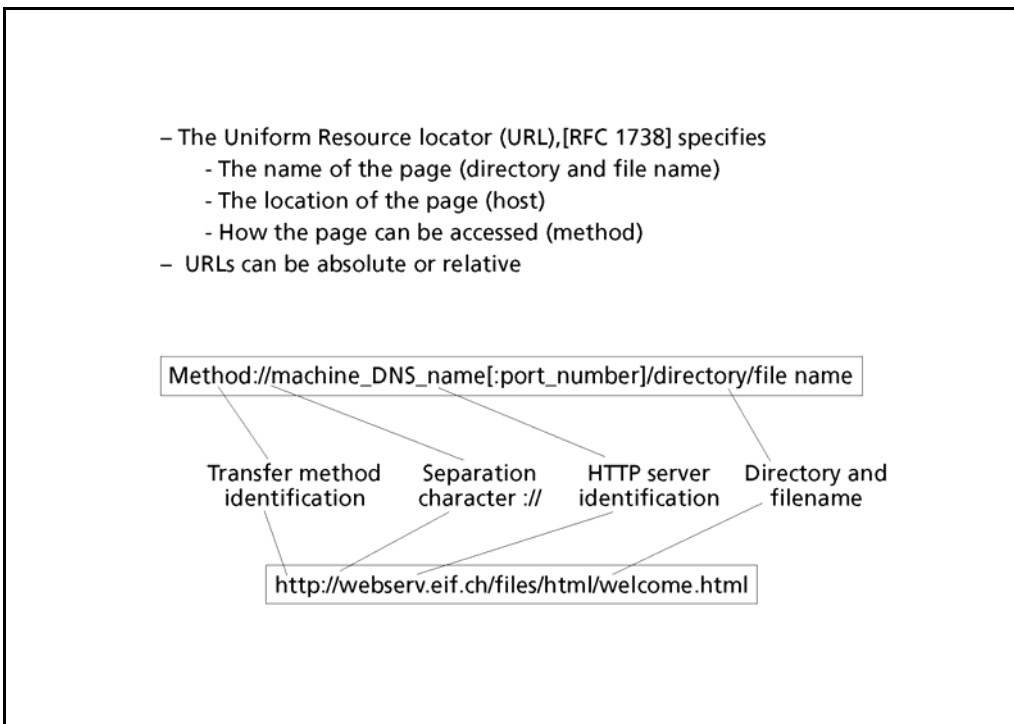 – The Uniform Resource locator (URL),[RFC 1738] specifies
- The name of the page (directory and file name)
- The location of the page (host)
- How the page can be accessed (method)
– URLs can be absolute or relative
Method://machine_DNS_name[:port_number]/directory/file name
Transfer method identification
Separation character ://
HTTP server identification
Directory and filename
http://webserv.eif.ch/files/html/welcome.html